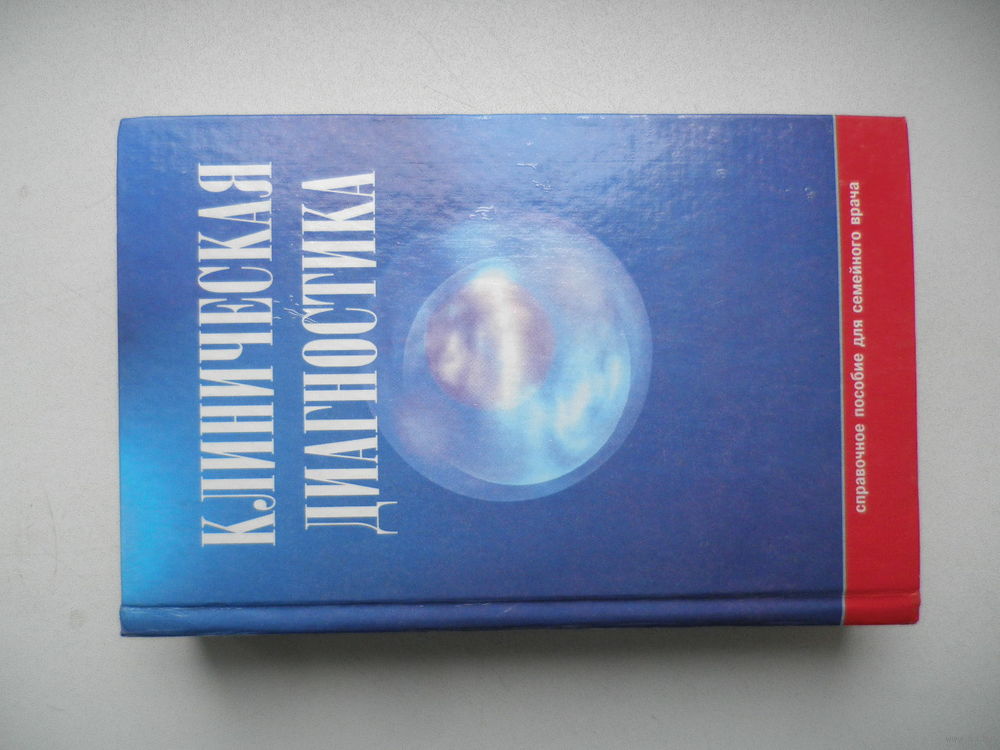 КЛИНИЧЕСКАЯ
ДИАГНОСТИКА
справочное пособие для семейного врача